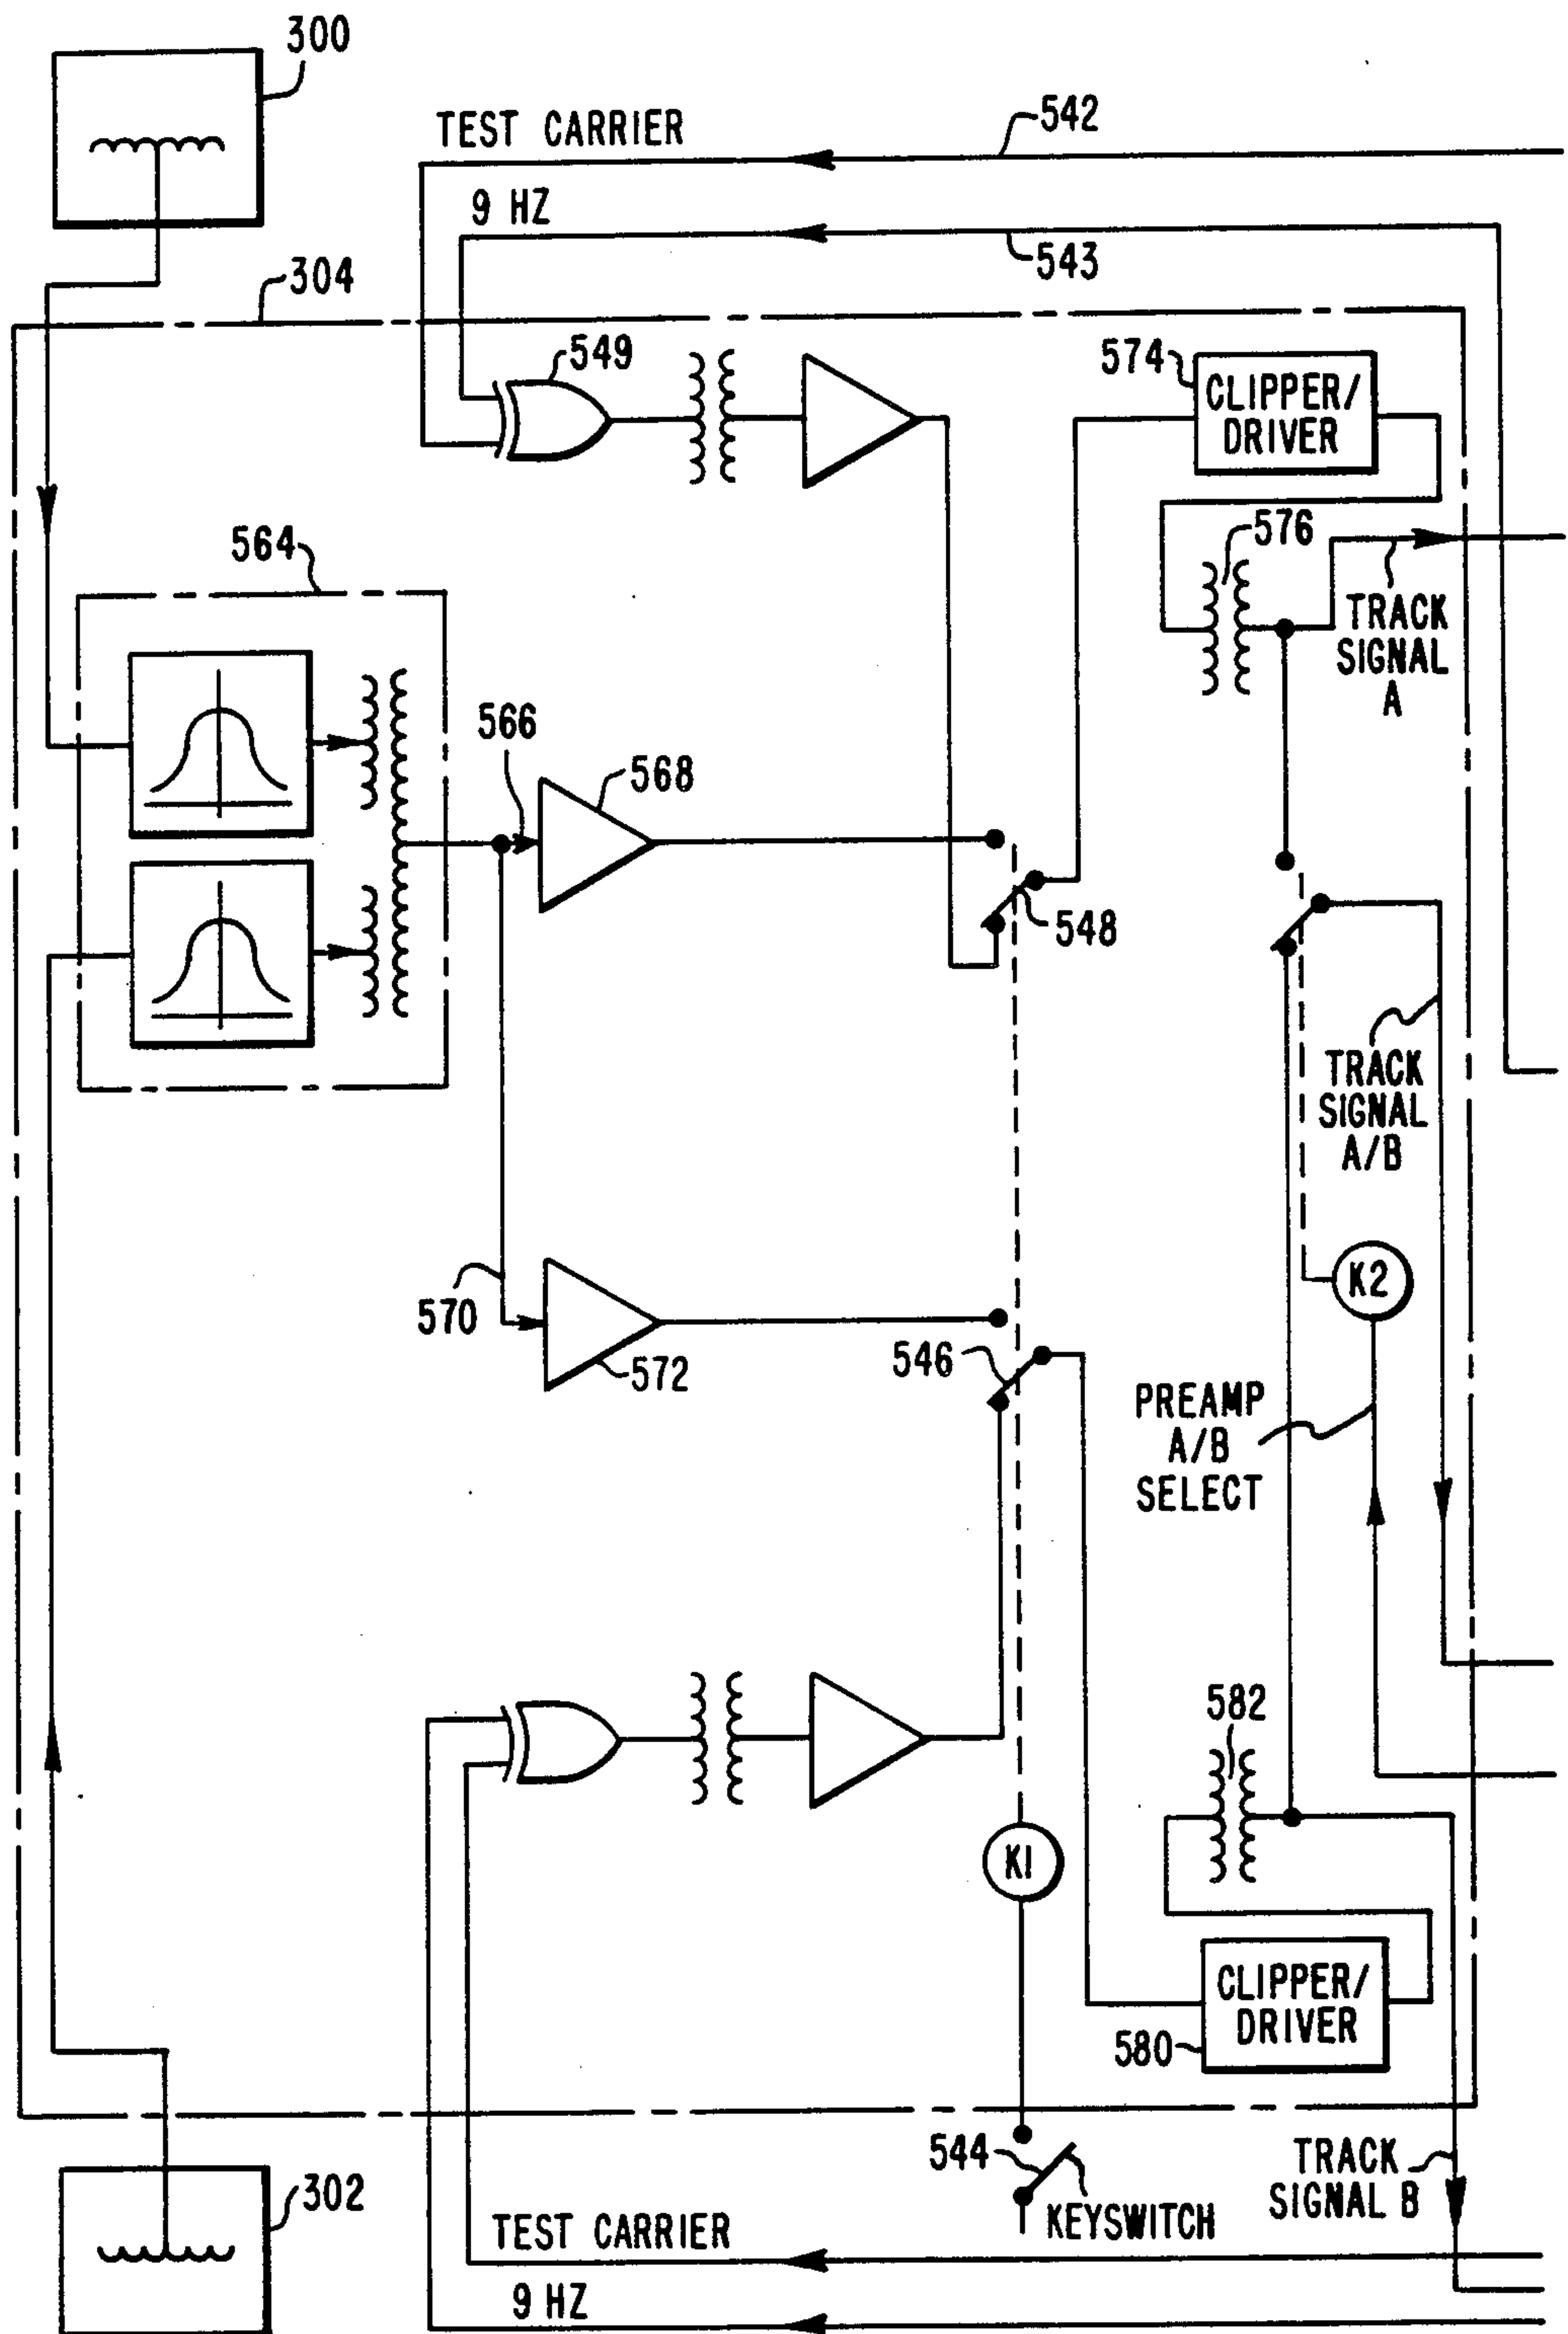 300
TEST CARRIER
542
9 HZ
543
304
549
574
CLIPPER/
DRIVER
564
576
TRACK
SIGNAL
A
566
568
548
TRACK
SIGNAL
A/B
K2
570
572
546
PREAMP
A/B
SELECT
582
K1
CLIPPER/
DRIVER
580
544
KEYSWITCH
TRACK
SIGNAL B
302
TEST CARRIER
9 HZ